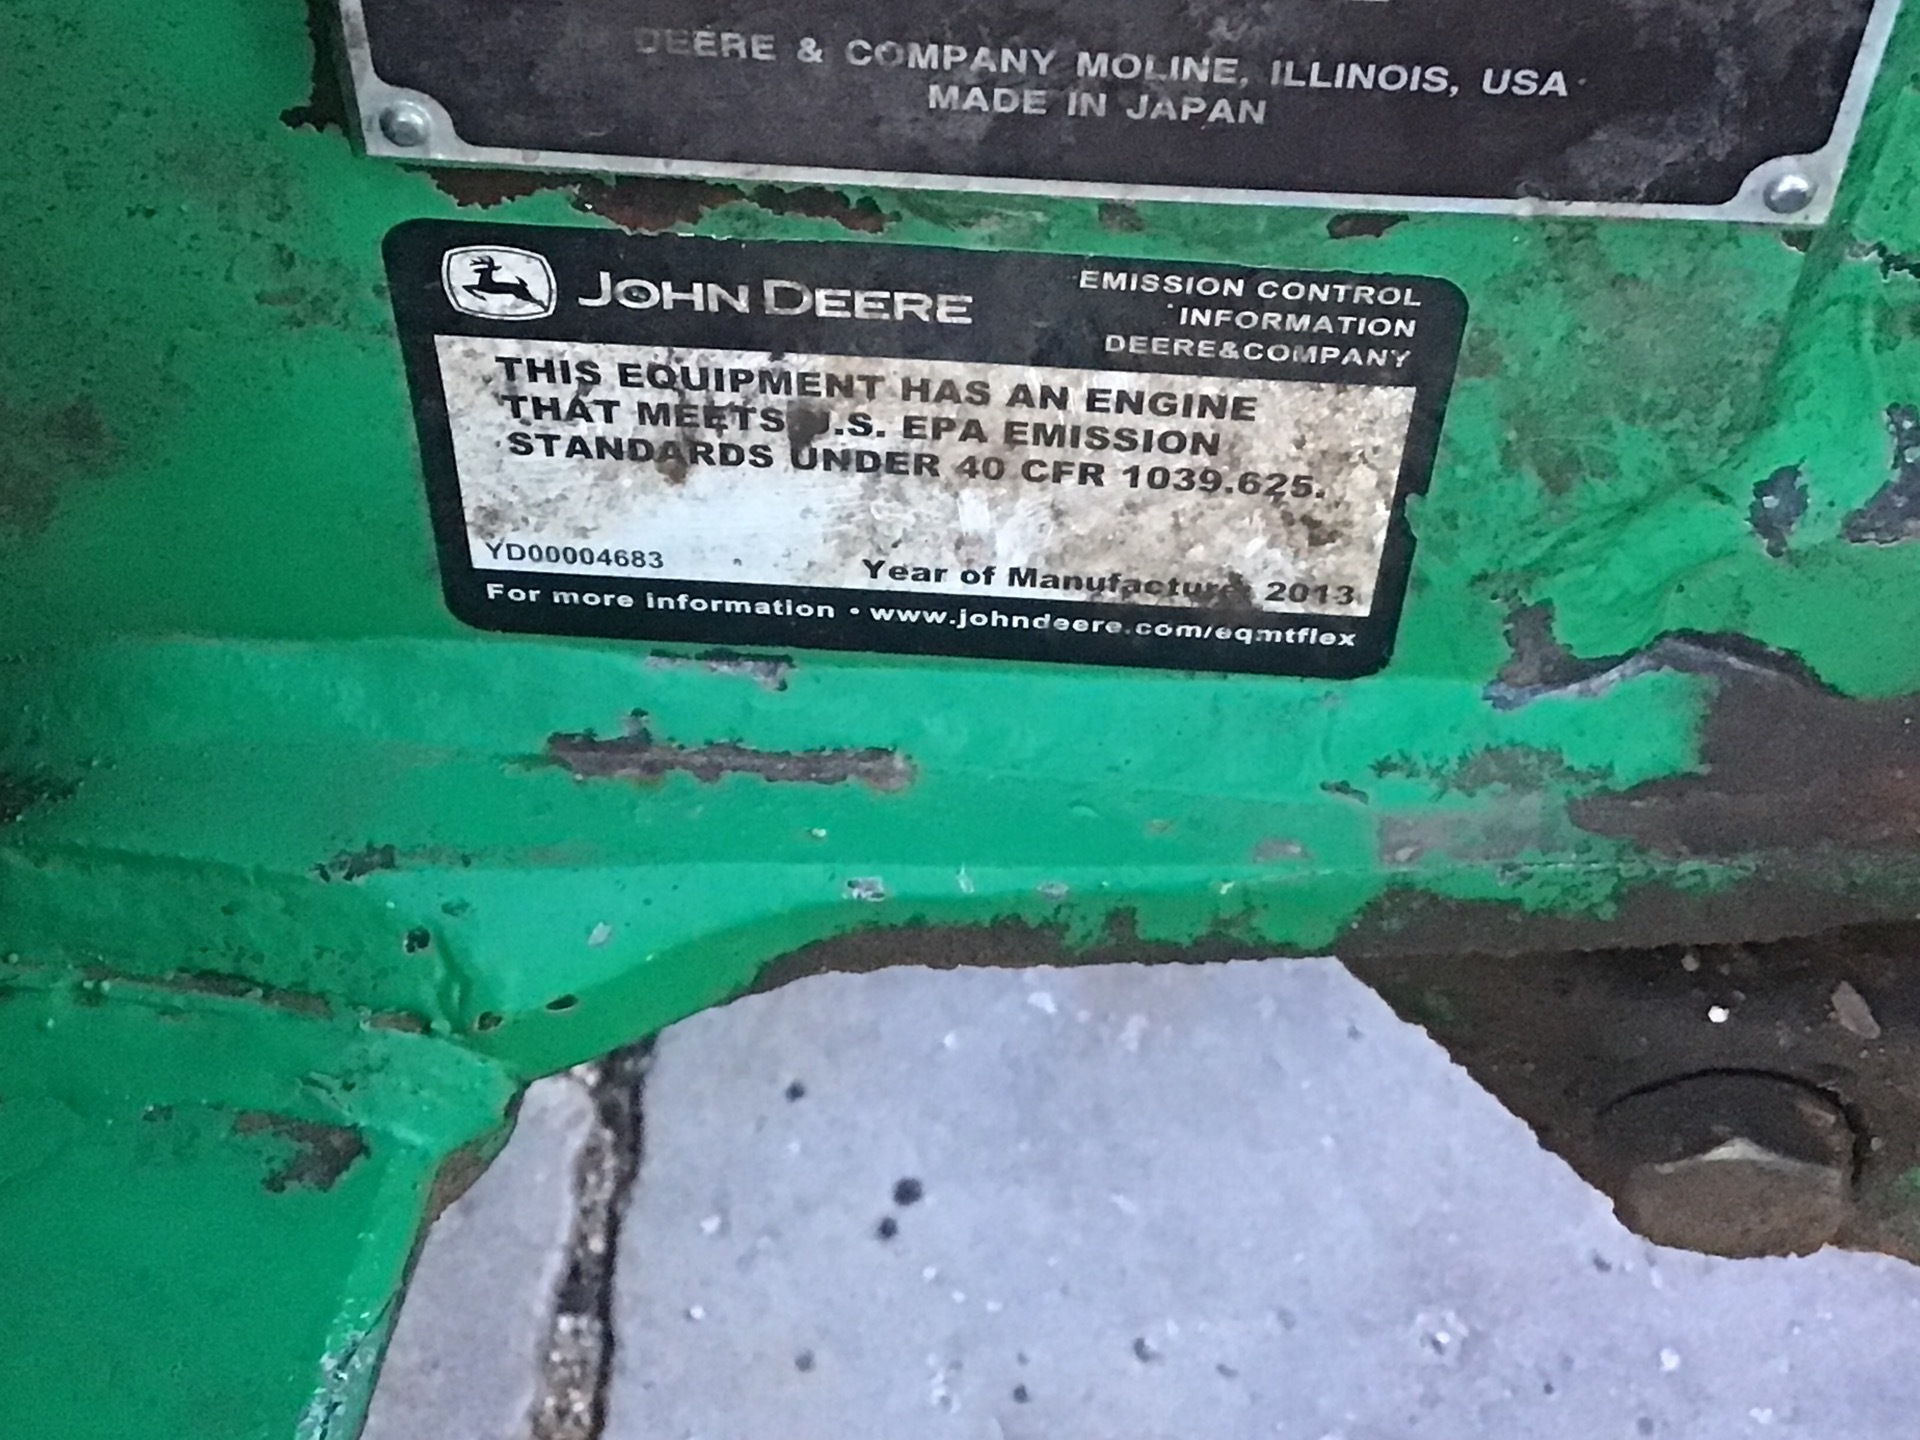 DEERE & COMPANY MOLINE, ILLINOIS, USA
MADE IN JAPAN
JOHN DEERE
EMISSION CONTROL
INFORMATION
DEERE&COMPANY
THIS EQUIPMENT HAS AN ENGINE
THAT MEETS U.S. EPA EMISSION
STANDARDS UNDER 40 CFR 1039.625.
YD00004683
Year of Manufacture: 2013
For more information • www.johndeere.com/eqmtflex